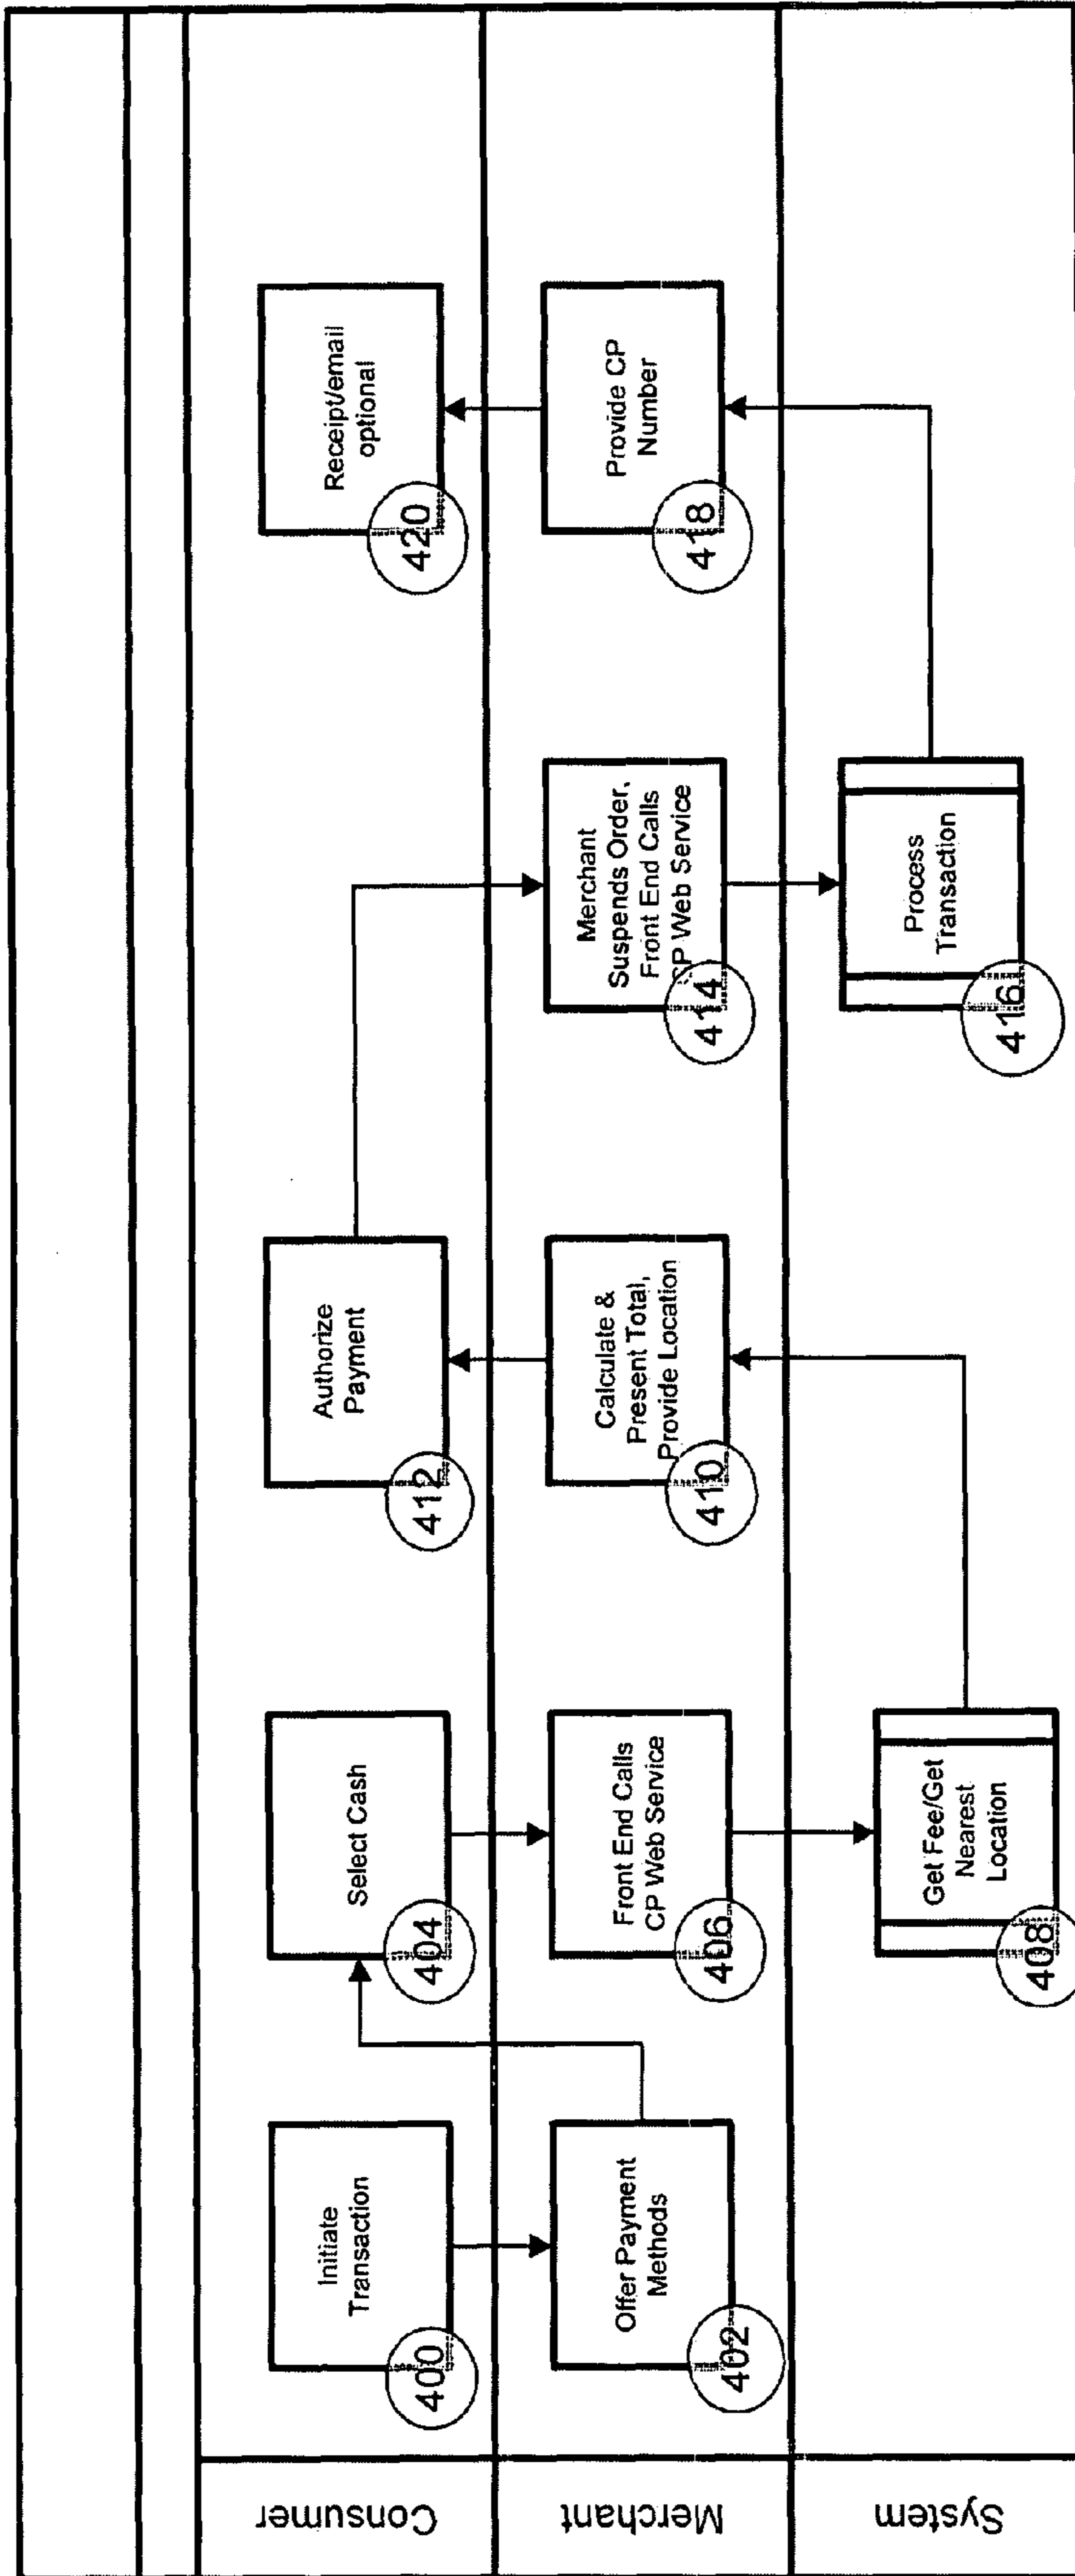 Consumer
Initiate
Transaction
400
Select Cash
404
Authorize
Payment
412
Receipt/email
optional
420
Merchant
Offer Payment
Methods
402
Front End Calls
CP Web Service
406
Calculate &
Present Total,
Provide Location
410
Merchant
Suspends Order,
Front End Calls
CP Web Service
414
Provide CP
Number
418
System
Get Fee/Get
Nearest
Location
408
Process
Transaction
416